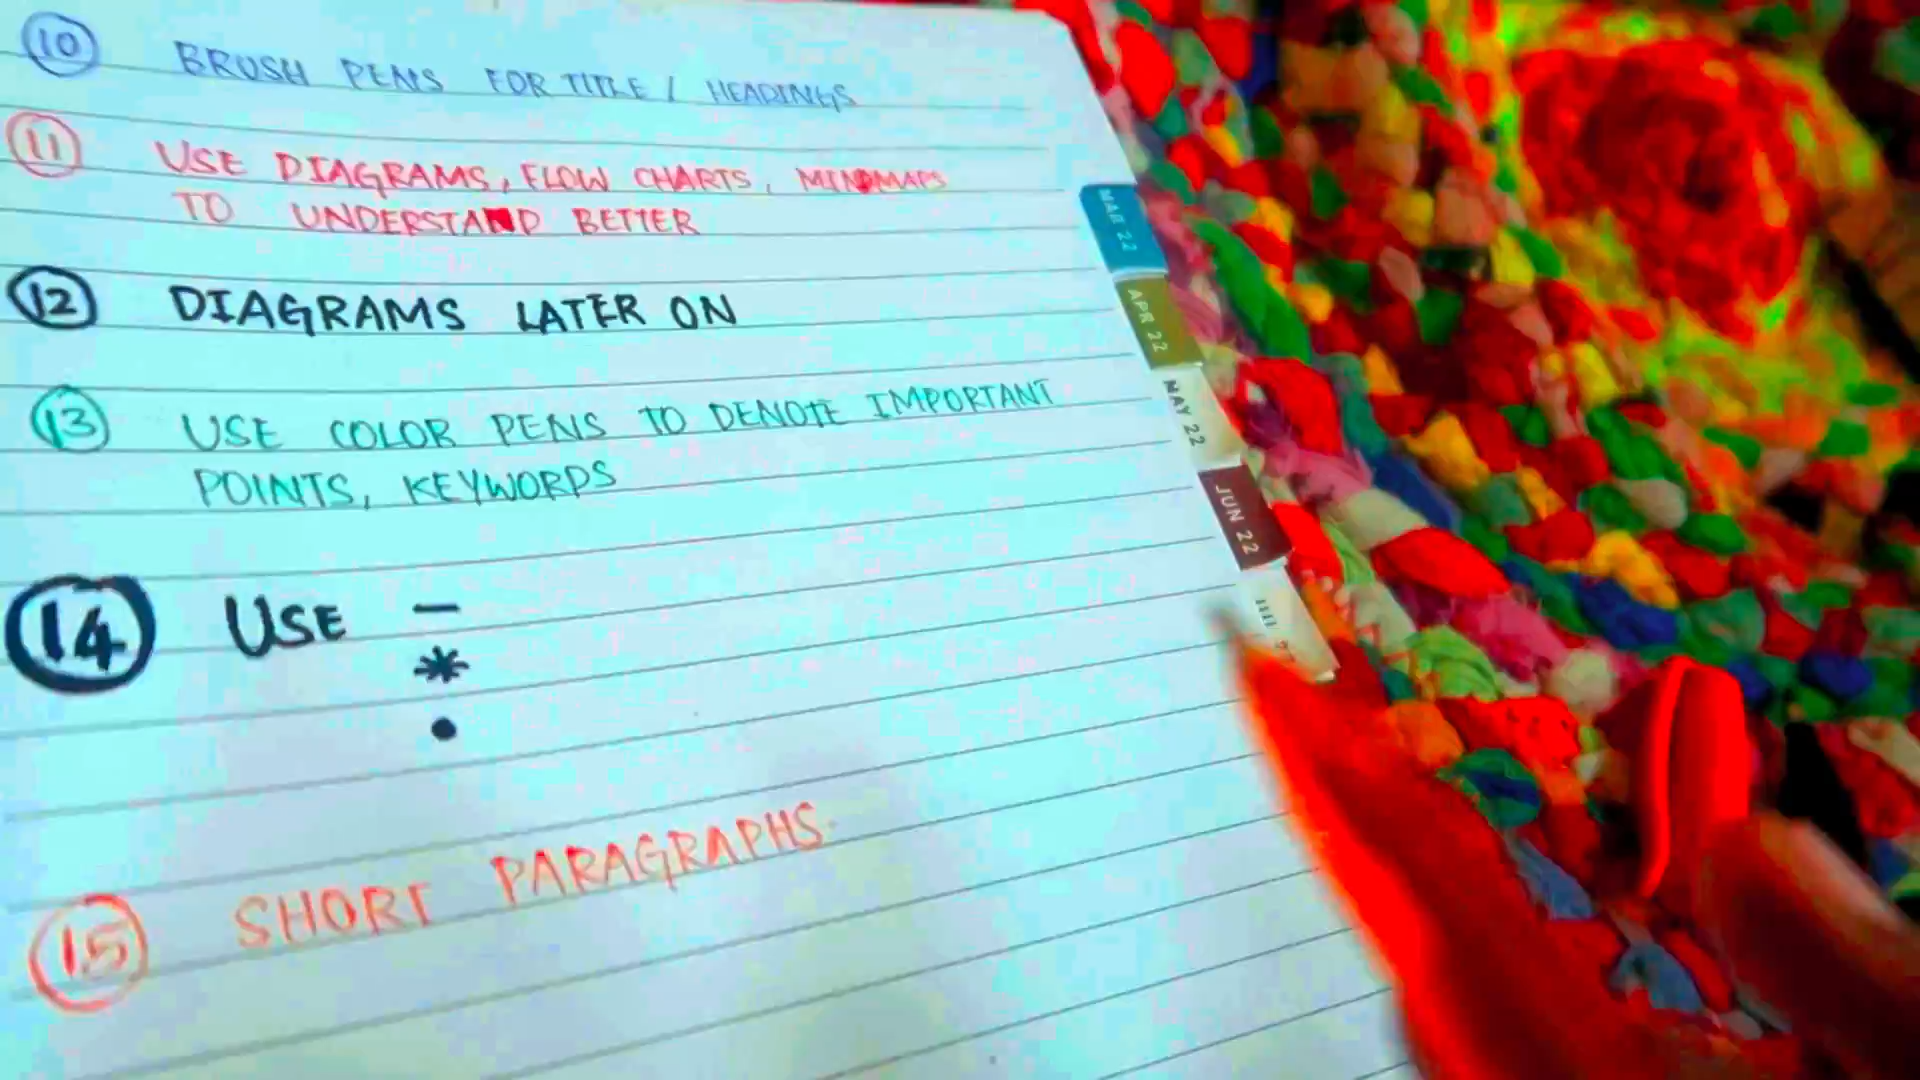 10 BRUSH PENS FOR TITLE / HEADINGS
11 USE DIAGRAMS, FLOW CHARTS, MINDMAPS
TO UNDERSTAND BETTER
12 DIAGRAMS LATER ON
13 USE COLOR PENS TO DENOTE IMPORTANT
POINTS, KEYWORDS
14 USE —
*
•
15 SHORT PARAGRAPHS.
MAR 22
APR 22
MAY 22
JUN 22